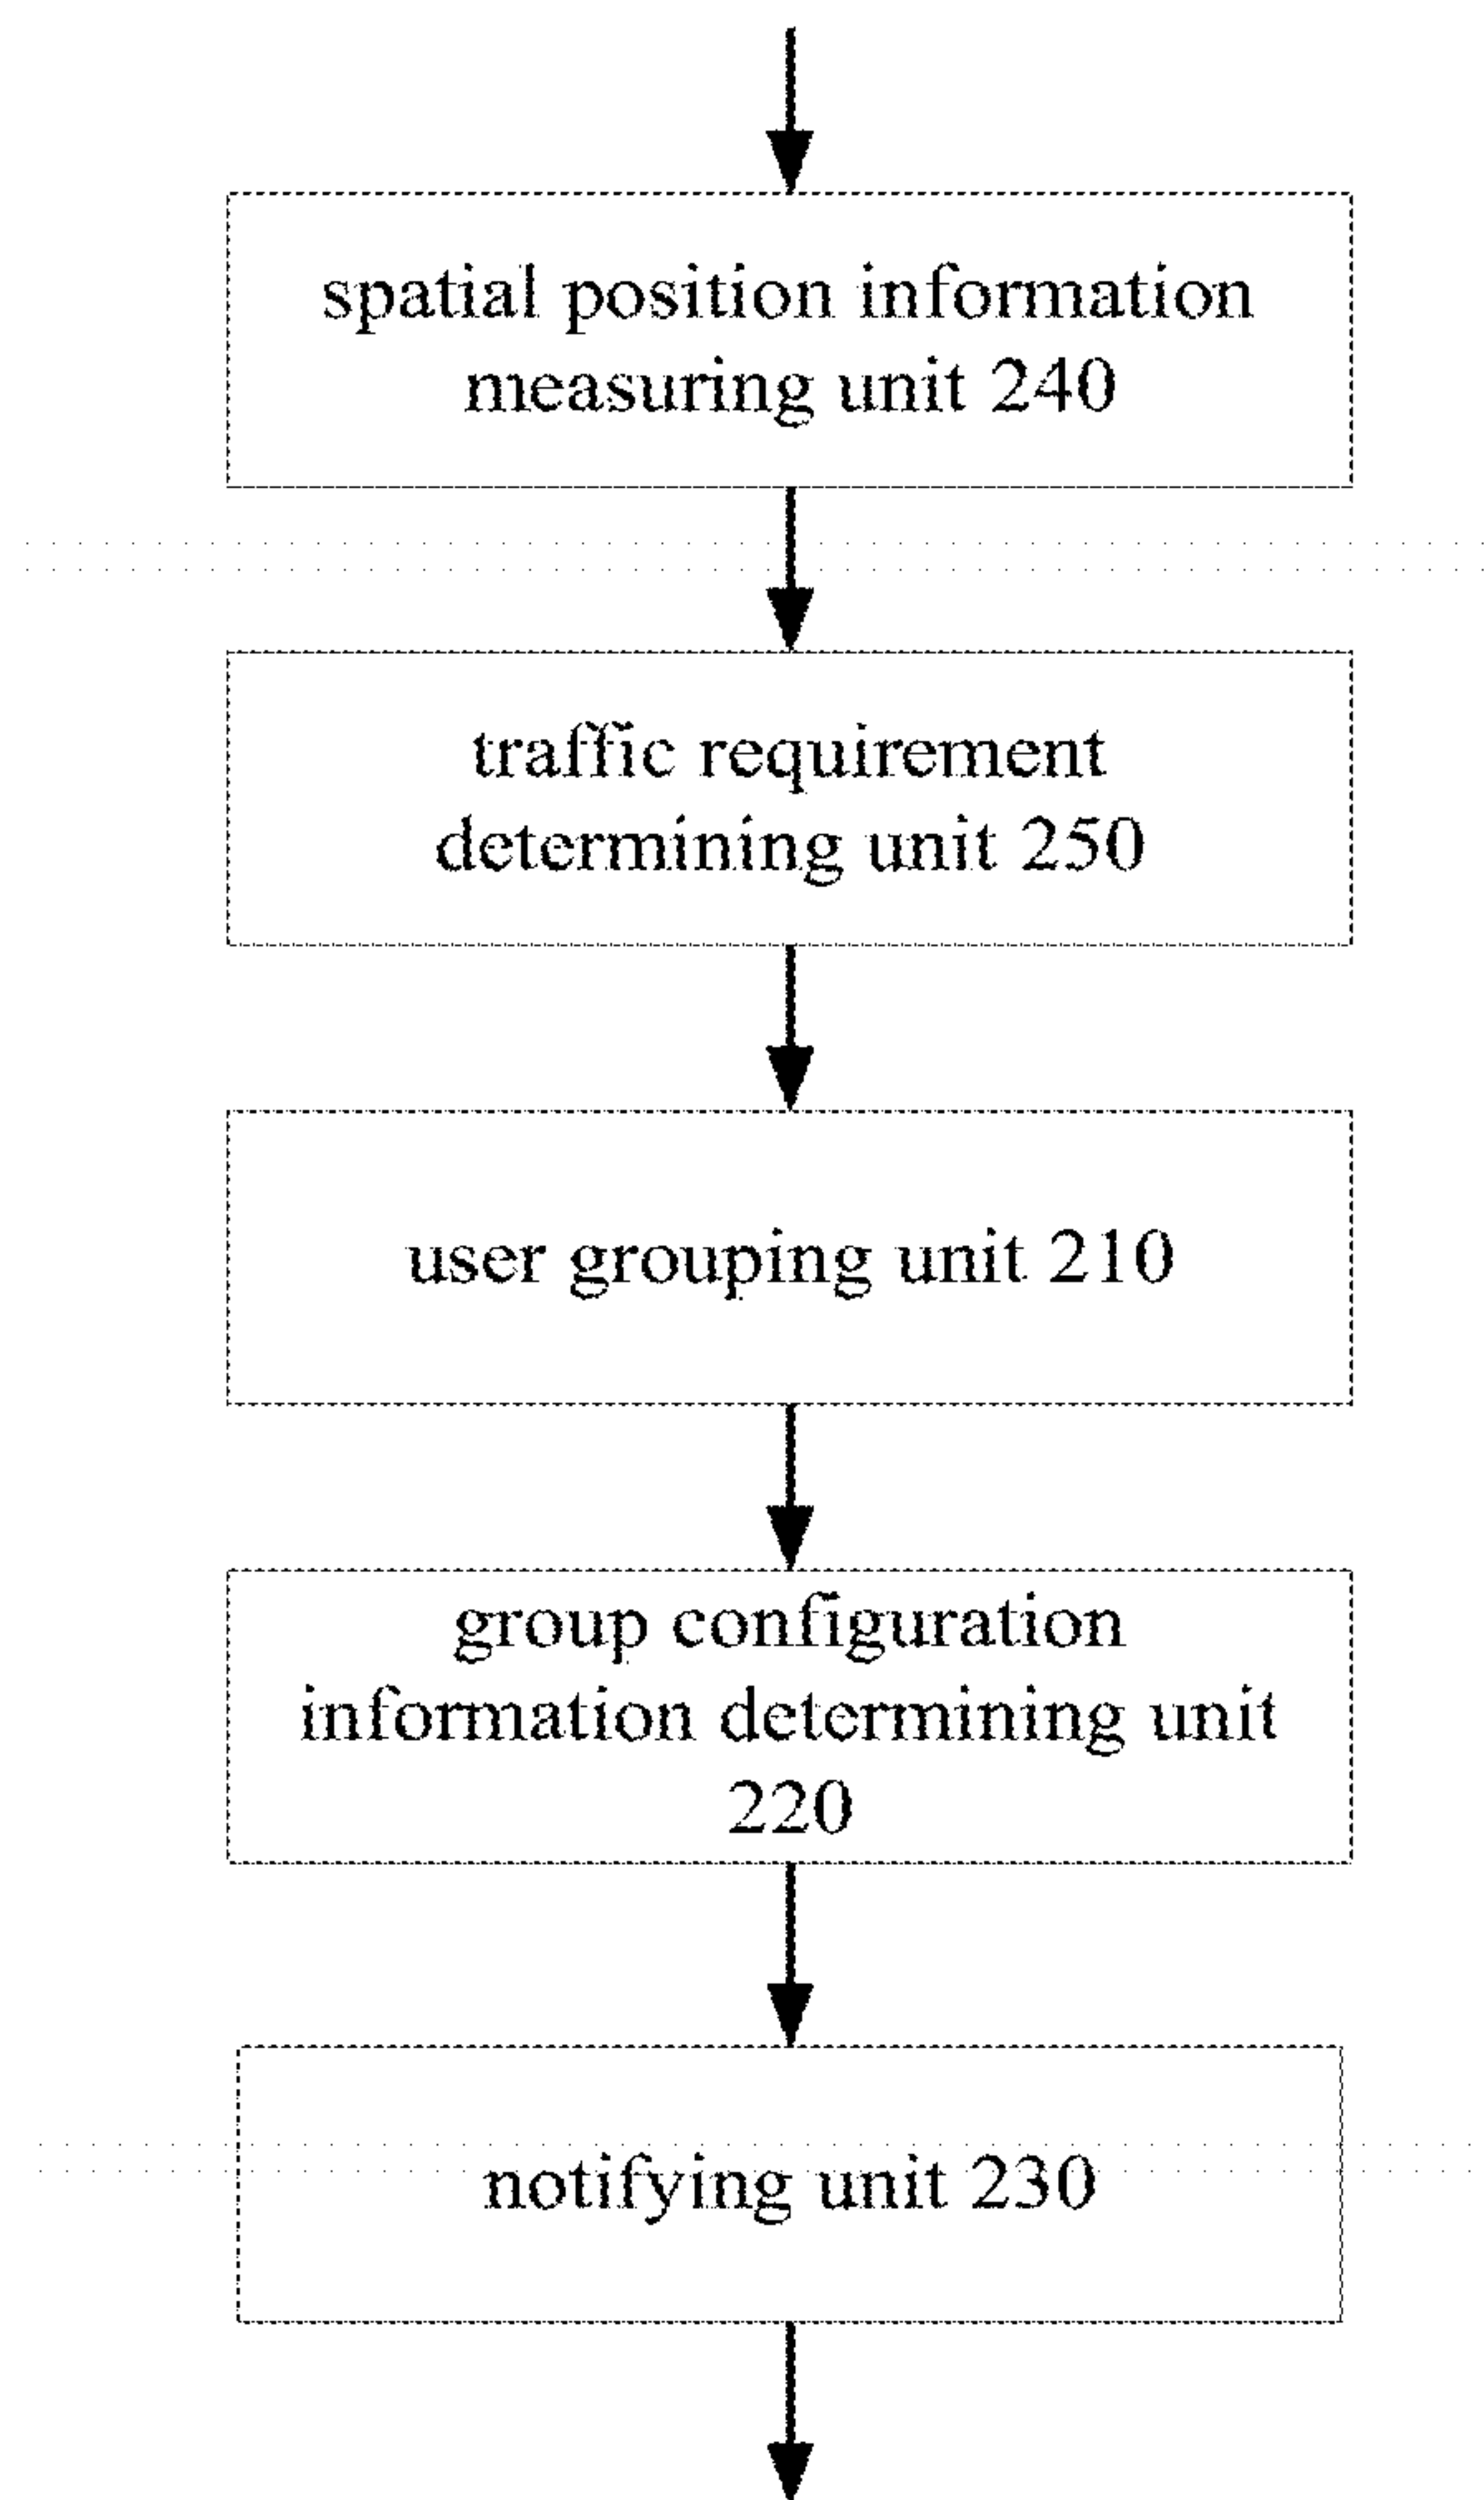 spatial position information
measuring unit 240
traffic requirement
determining unit 250
user grouping unit 210
group configuration
information determining unit
220
notifying unit 230